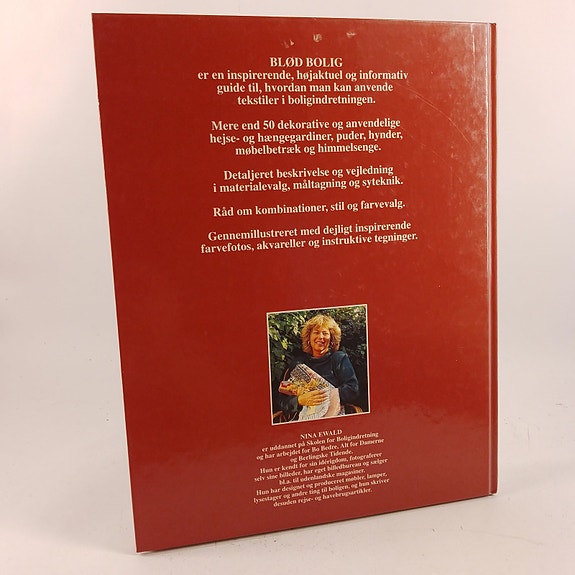 BLØD BOLIG
er en inspirerende, højaktuel og informativ
guide til, hvordan man kan anvende
tekstiler i boligindretningen.
Mere end 50 dekorative og anvendelige
hejse- og hængegardiner, puder, hynder,
møbelbetræk og himmelsenge.
Detaljeret beskrivelse og vejledning
i materialevalg, måltagning og syteknik.
Råd om kombinationer, stil og farvevalg.
Gennemillustreret med dejligt inspirerende
farvefotos, akvareller og instruktive tegninger.
NINA EWALD
er uddannet på Skolen for Boligindretning
og har arbejdet for Bo Bedre, Alt for Damerne
og Berlingske Tidende.
Hun er kendt for sin idérigdom, fotograferer
selv sine billeder, har eget billedbureau og sælger
bl.a. til udenlandske magasiner.
Hun har designet og produceret møbler, lamper,
lysestager og andre ting til boligen, og hun skriver
desuden rejse- og havebrugsartikler.